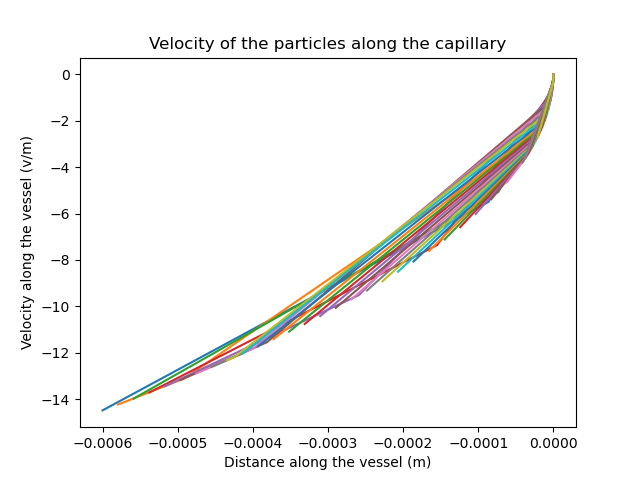 Velocity of the particles along the capillary
Velocity along the vessel (v/m)
0
−2
−4
−6
−8
−10
−12
−14
−0.0006 −0.0005 −0.0004 −0.0003 −0.0002 −0.0001 0.0000
Distance along the vessel (m)